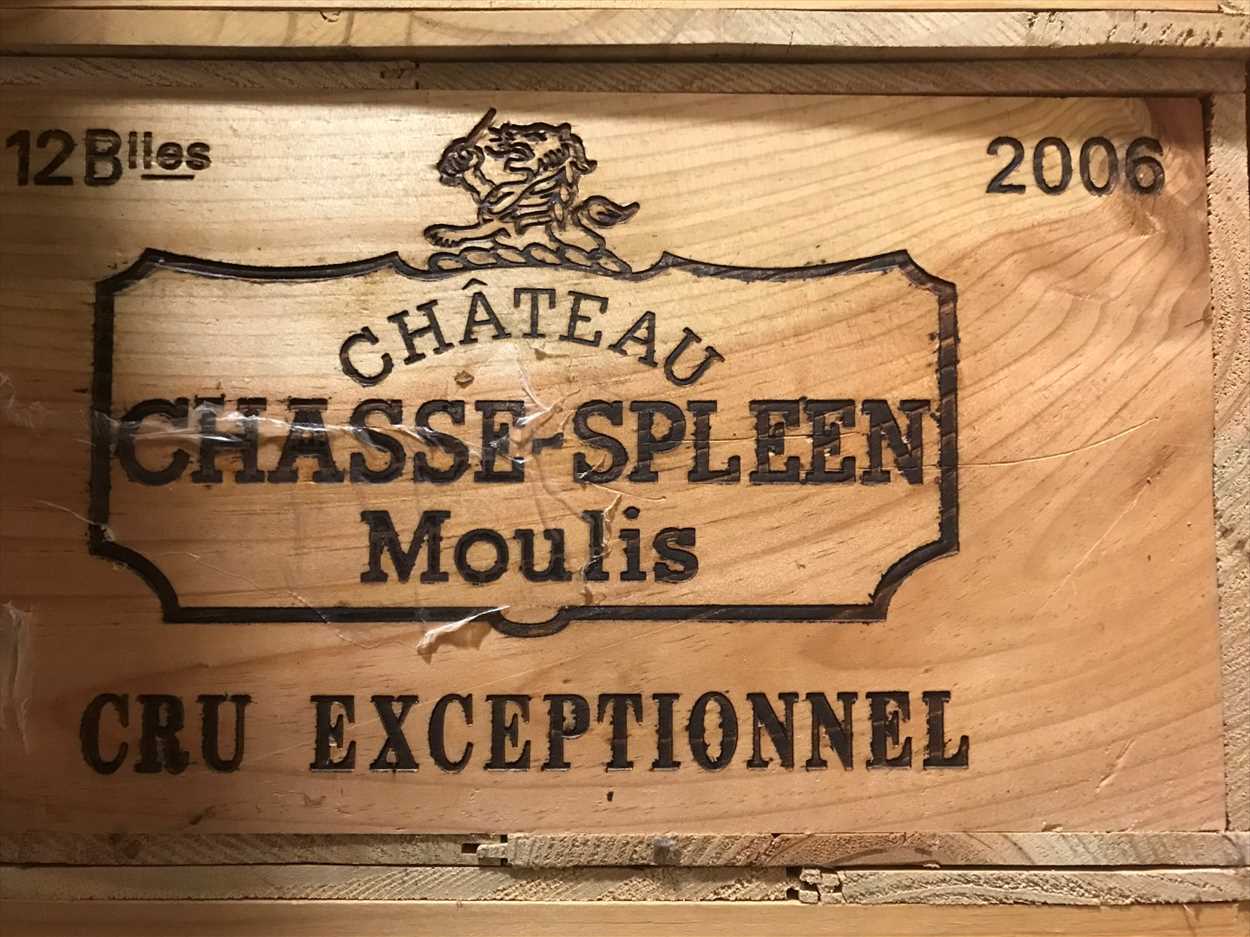 12 Blles
2006
CHÂTEAU
CHASSE-SPLEEN
Moulis
CRU EXCEPTIONNEL